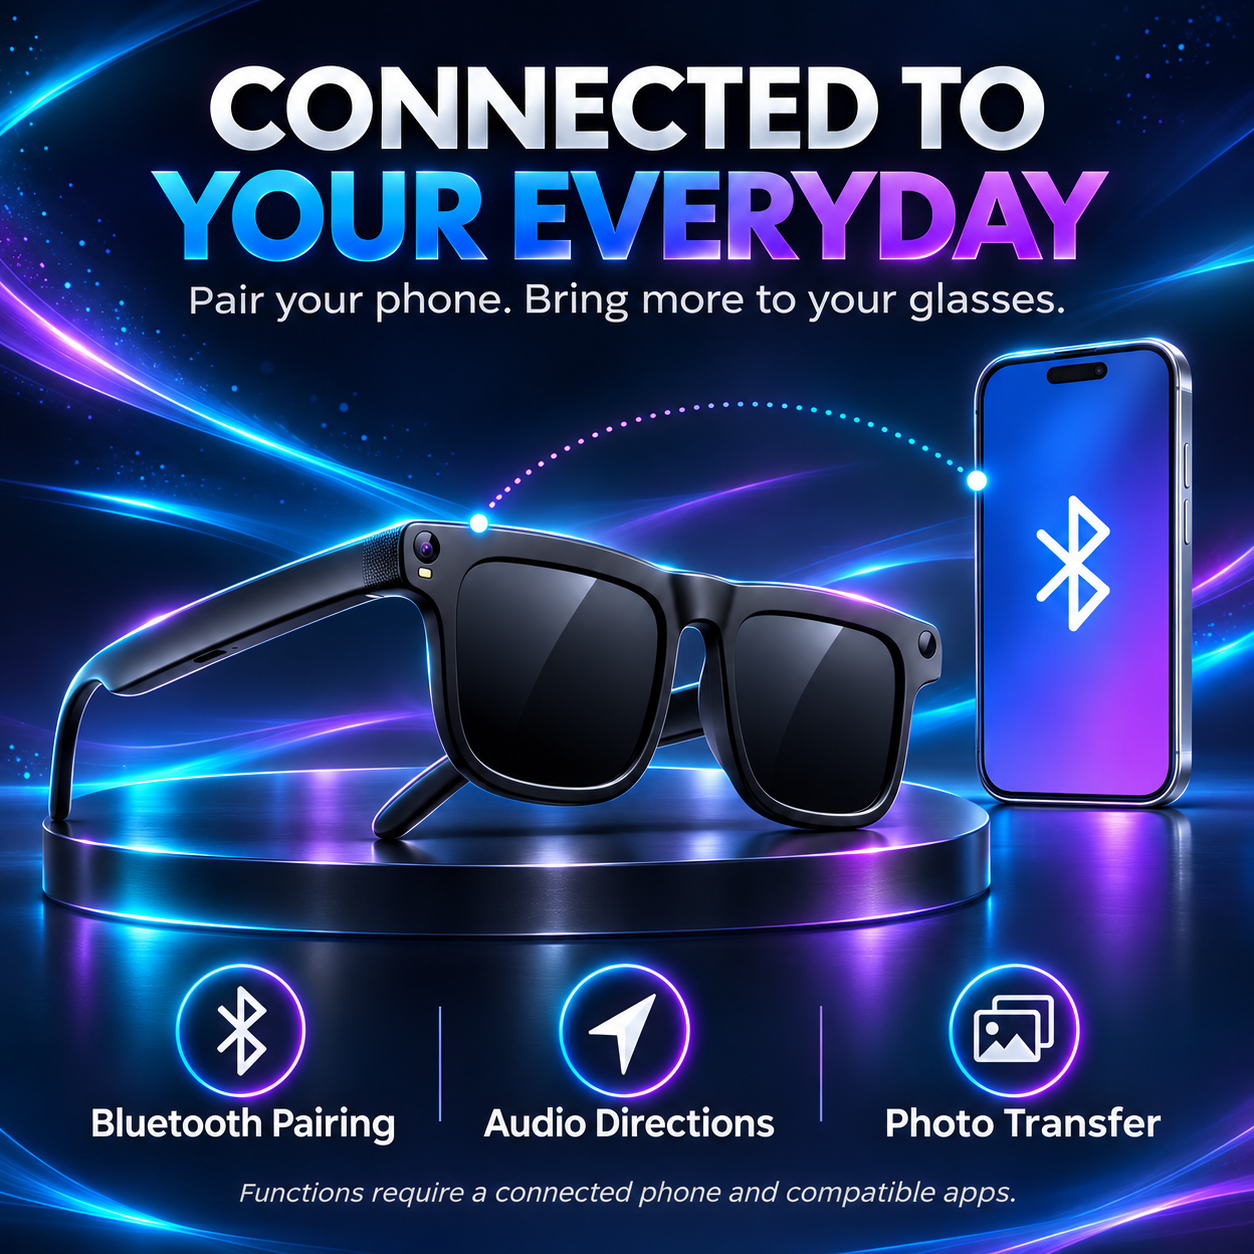 CONNECTED TO
YOUR EVERYDAY
Pair your phone. Bring more to your glasses.
Bluetooth Pairing
Audio Directions
Photo Transfer
Functions require a connected phone and compatible apps.